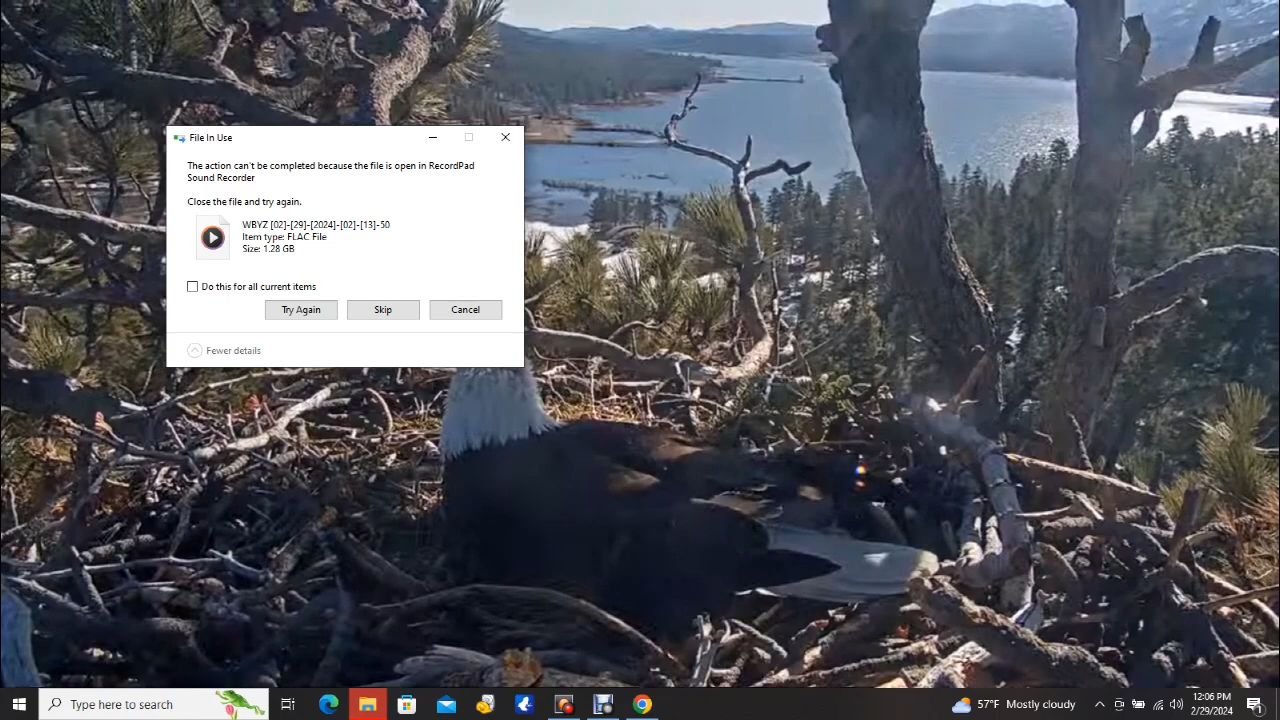 File In Use
The action can't be completed because the file is open in RecordPad
Sound Recorder
Close the file and try again.
WBYZ [02]-[29]-[2024]-[02]-[13]-50
Item type: FLAC File
Size: 1.28 GB
Do this for all current items
Try Again
Skip
Cancel
Fewer details
Type here to search
57°F Mostly cloudy
12:06 PM
2/29/2024
1